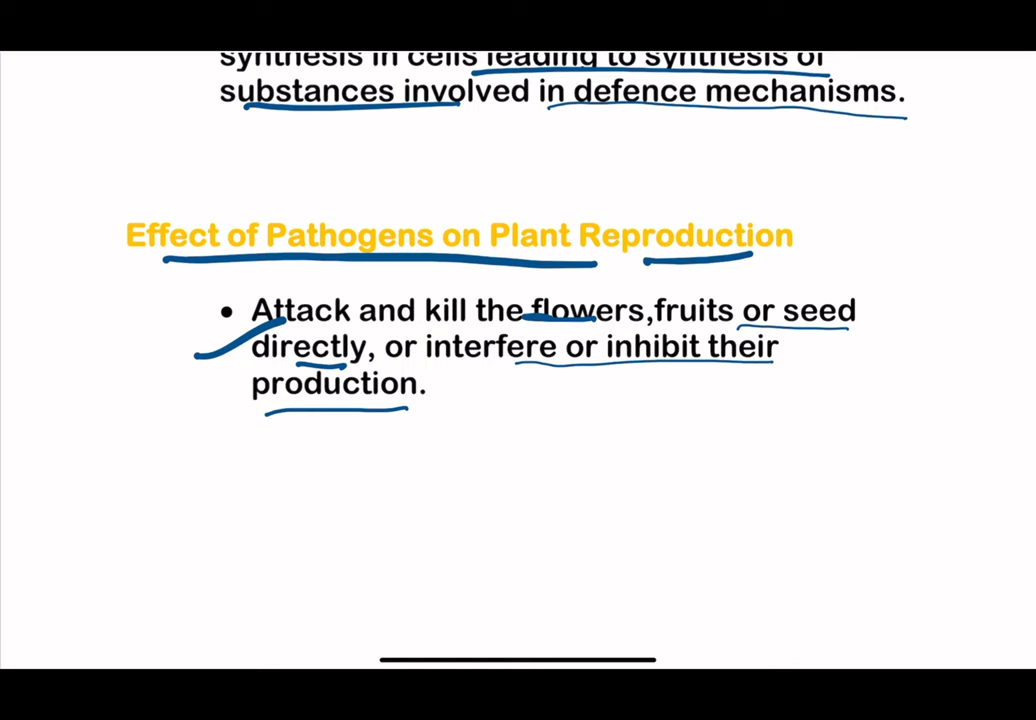 synthesis in cells leading to synthesis of
substances involved in defence mechanisms.
Effect of Pathogens on Plant Reproduction
• Attack and kill the flowers,fruits or seed
directly, or interfere or inhibit their
production.